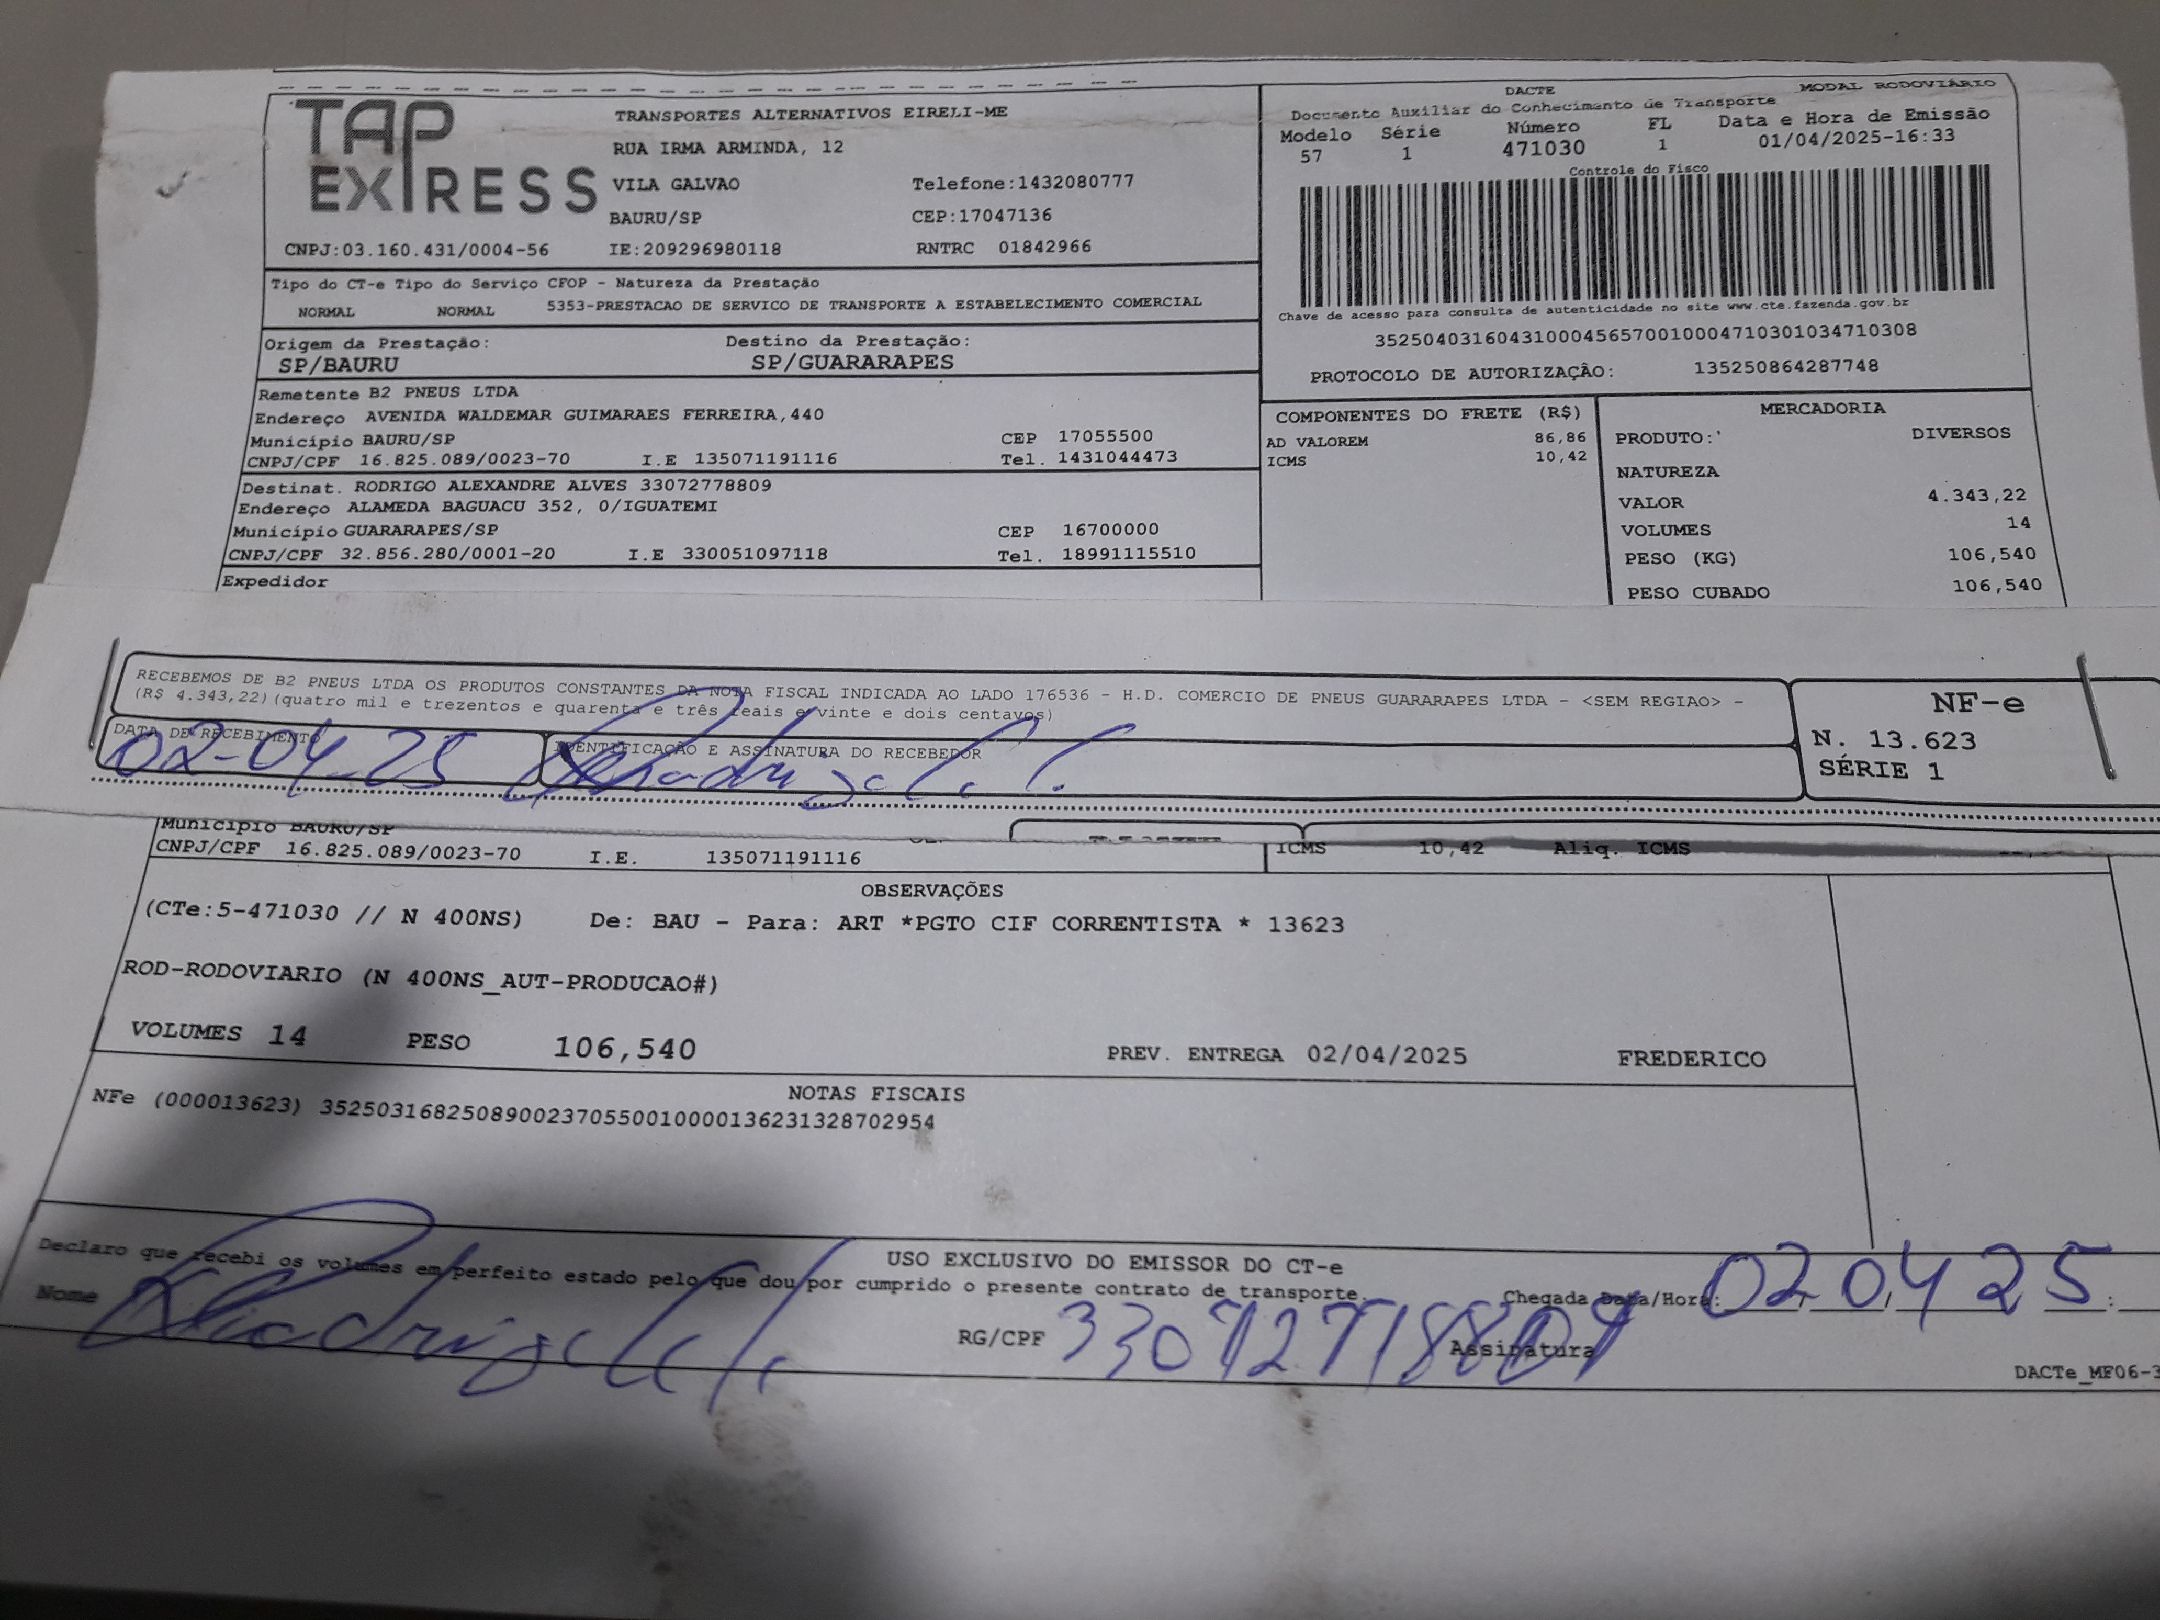 TAP EXPRESS
TRANSPORTES ALTERNATIVOS EIRELI-ME
RUA IRMA ARMINDA, 12
VILA GALVAO Telefone:1432080777
BAURU/SP CEP:17047136
CNPJ:03.160.431/0004-56 IE:209296980118 RNTRC 01842966
DACTE MODAL RODOVIÁRIO
Documento Auxiliar do Conhecimento de Transporte
Modelo Série Número FL Data e Hora de Emissão
57 1 471030 1 01/04/2025-16:33
Controle do Fisco
Chave de acesso para consulta de autenticidade no site www.cte.fazenda.gov.br
35250403160431000456570010004710301034710308
PROTOCOLO DE AUTORIZAÇÃO: 135250864287748
Tipo do CT-e Tipo do Serviço CFOP - Natureza da Prestação
NORMAL NORMAL 5353-PRESTACAO DE SERVICO DE TRANSPORTE A ESTABELECIMENTO COMERCIAL
Origem da Prestação: Destino da Prestação:
SP/BAURU SP/GUARARAPES
Remetente B2 PNEUS LTDA
Endereço AVENIDA WALDEMAR GUIMARAES FERREIRA,440
Município BAURU/SP CEP 17055500
CNPJ/CPF 16.825.089/0023-70 I.E 135071191116 Tel. 1431044473
Destinat. RODRIGO ALEXANDRE ALVES 33072778809
Endereço ALAMEDA BAGUACU 352, 0/IGUATEMI
Município GUARARAPES/SP CEP 16700000
CNPJ/CPF 32.856.280/0001-20 I.E 330051097118 Tel. 18991115510
Expedidor
COMPONENTES DO FRETE (R$)
AD VALOREM 86,86
ICMS 10,42
MERCADORIA
PRODUTO: DIVERSOS
NATUREZA
VALOR 4.343,22
VOLUMES 14
PESO (KG) 106,540
PESO CUBADO 106,540
RECEBEMOS DE B2 PNEUS LTDA OS PRODUTOS CONSTANTES DA NOTA FISCAL INDICADA AO LADO 176536 - H.D. COMERCIO DE PNEUS GUARARAPES LTDA - <SEM REGIAO> -
(R$ 4.343,22)(quatro mil e trezentos e quarenta e três reais e vinte e dois centavos)
DATA DE RECEBIMENTO IDENTIFICAÇÃO E ASSINATURA DO RECEBEDOR
02-04-25
NF-e
N. 13.623
SÉRIE 1
Município BAURU/SP
CNPJ/CPF 16.825.089/0023-70 I.E. 135071191116
ICMS 10,42 Aliq. ICMS
OBSERVAÇÕES
(CTe:5-471030 // N 400NS) De: BAU - Para: ART *PGTO CIF CORRENTISTA * 13623
ROD-RODOVIARIO (N 400NS_AUT-PRODUCAO#)
VOLUMES 14 PESO 106,540 PREV. ENTREGA 02/04/2025 FREDERICO
NOTAS FISCAIS
NFe (000013623) 35250316825089002370550010000136231328702954
USO EXCLUSIVO DO EMISSOR DO CT-e
Declaro que recebi os volumes em perfeito estado pelo que dou por cumprido o presente contrato de transporte.
Nome RG/CPF 33072778809 Assinatura
Chegada Data/Hora: 02 04 25 :
DACTe_MF06-3